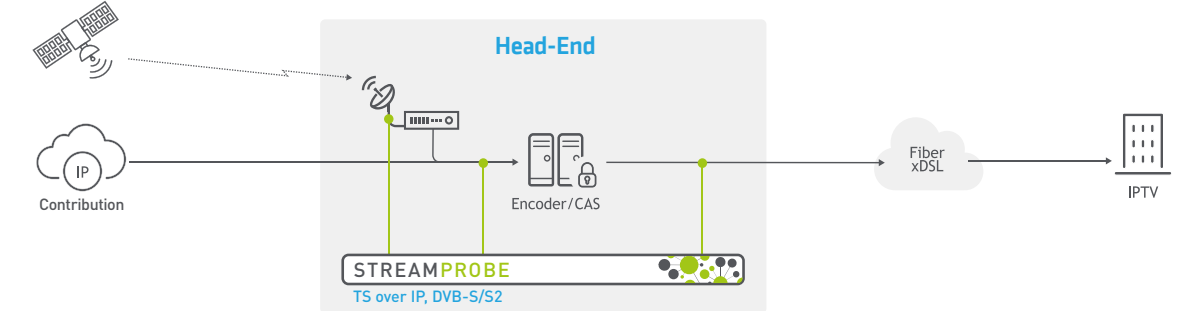 Head-End
IP
Contribution
Encoder/CAS
Fiber
xDSL
IPTV
STREAMPROBE
TS over IP, DVB-S/S2